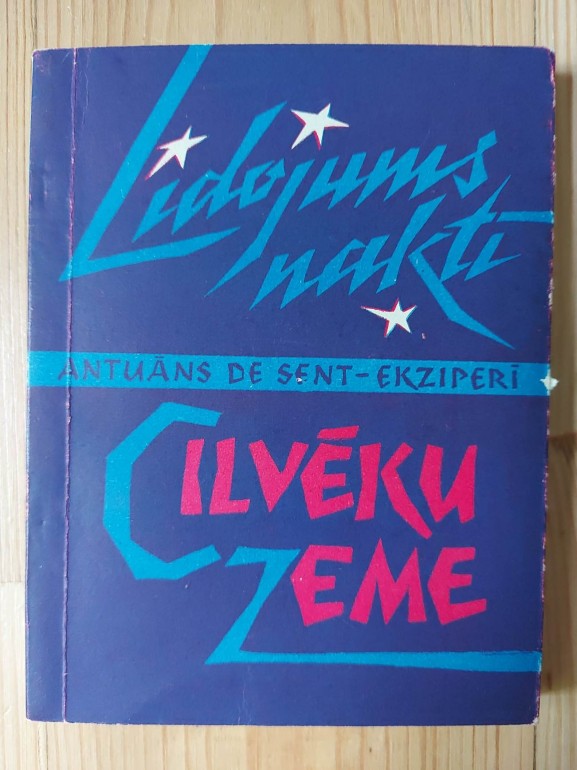 Lidojums
naktī
ANTUĀNS DE SENT-EKZIPERĪ
CILVĒKU
ZEME